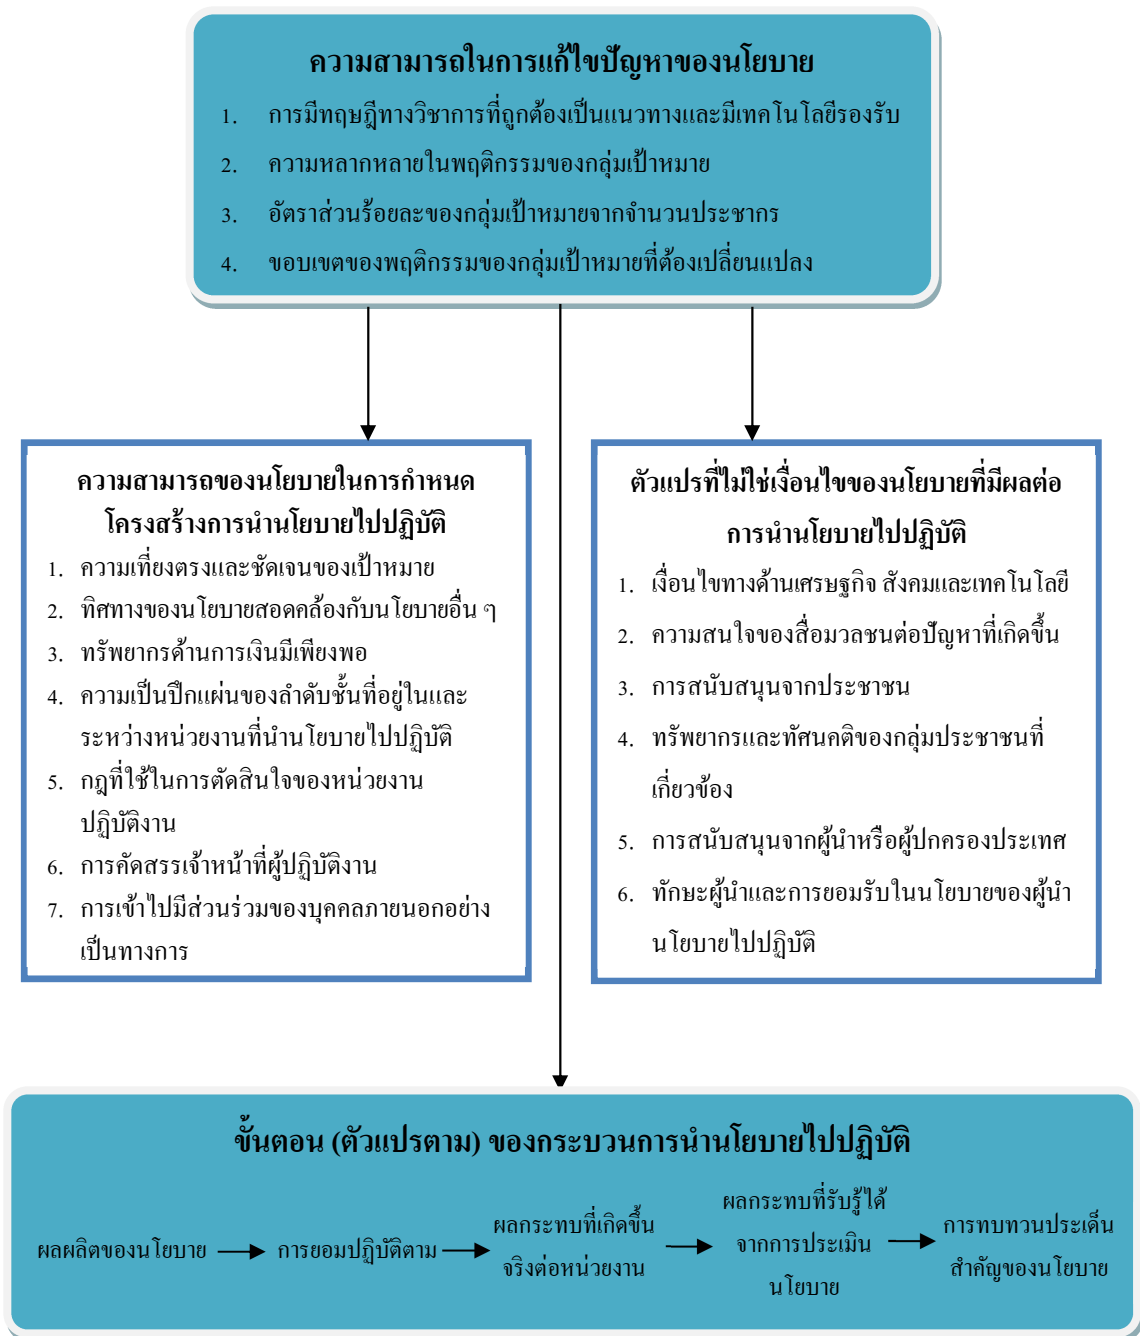 ความสามารถในการแก้ไขปัญหาของนโยบาย
1. การมีทฤษฎีทางวิชาการที่ถูกต้องเป็นแนวทางและมีเทคโนโลยีรองรับ
2. ความหลากหลายในพฤติกรรมของกลุ่มเป้าหมาย
3. อัตราส่วนร้อยละของกลุ่มเป้าหมายจากจำนวนประชากร
4. ขอบเขตของพฤติกรรมของกลุ่มเป้าหมายที่ต้องเปลี่ยนแปลง
ความสามารถของนโยบายในการกำหนด
โครงสร้างการนำนโยบายไปปฏิบัติ
1. ความเที่ยงตรงและชัดเจนของเป้าหมาย
2. ทิศทางของนโยบายสอดคล้องกับนโยบายอื่น ๆ
3. ทรัพยากรด้านการเงินมีเพียงพอ
4. ความเป็นปึกแผ่นของลำดับชั้นที่อยู่ในและ
ระหว่างหน่วยงานที่นำนโยบายไปปฏิบัติ
5. กฎที่ใช้ในการตัดสินใจของหน่วยงาน
ปฏิบัติงาน
6. การคัดสรรเจ้าหน้าที่ผู้ปฏิบัติงาน
7. การเข้าไปมีส่วนร่วมของบุคคลภายนอกอย่าง
เป็นทางการ
ตัวแปรที่ไม่ใช่เงื่อนไขของนโยบายที่มีผลต่อ
การนำนโยบายไปปฏิบัติ
1. เงื่อนไขทางด้านเศรษฐกิจ สังคมและเทคโนโลยี
2. ความสนใจของสื่อมวลชนต่อปัญหาที่เกิดขึ้น
3. การสนับสนุนจากประชาชน
4. ทรัพยากรและทัศนคติของกลุ่มประชาชนที่
เกี่ยวข้อง
5. การสนับสนุนจากผู้นำหรือผู้ปกครองประเทศ
6. ทักษะผู้นำและการยอมรับในนโยบายของผู้นำ
นโยบายไปปฏิบัติ
ขั้นตอน (ตัวแปรตาม) ของกระบวนการนำนโยบายไปปฏิบัติ
ผลผลิตของนโยบาย
การยอมปฏิบัติตาม
ผลกระทบที่เกิดขึ้น
จริงต่อหน่วยงาน
ผลกระทบที่รับรู้ได้
จากการประเมิน
นโยบาย
การทบทวนประเด็น
สำคัญของนโยบาย